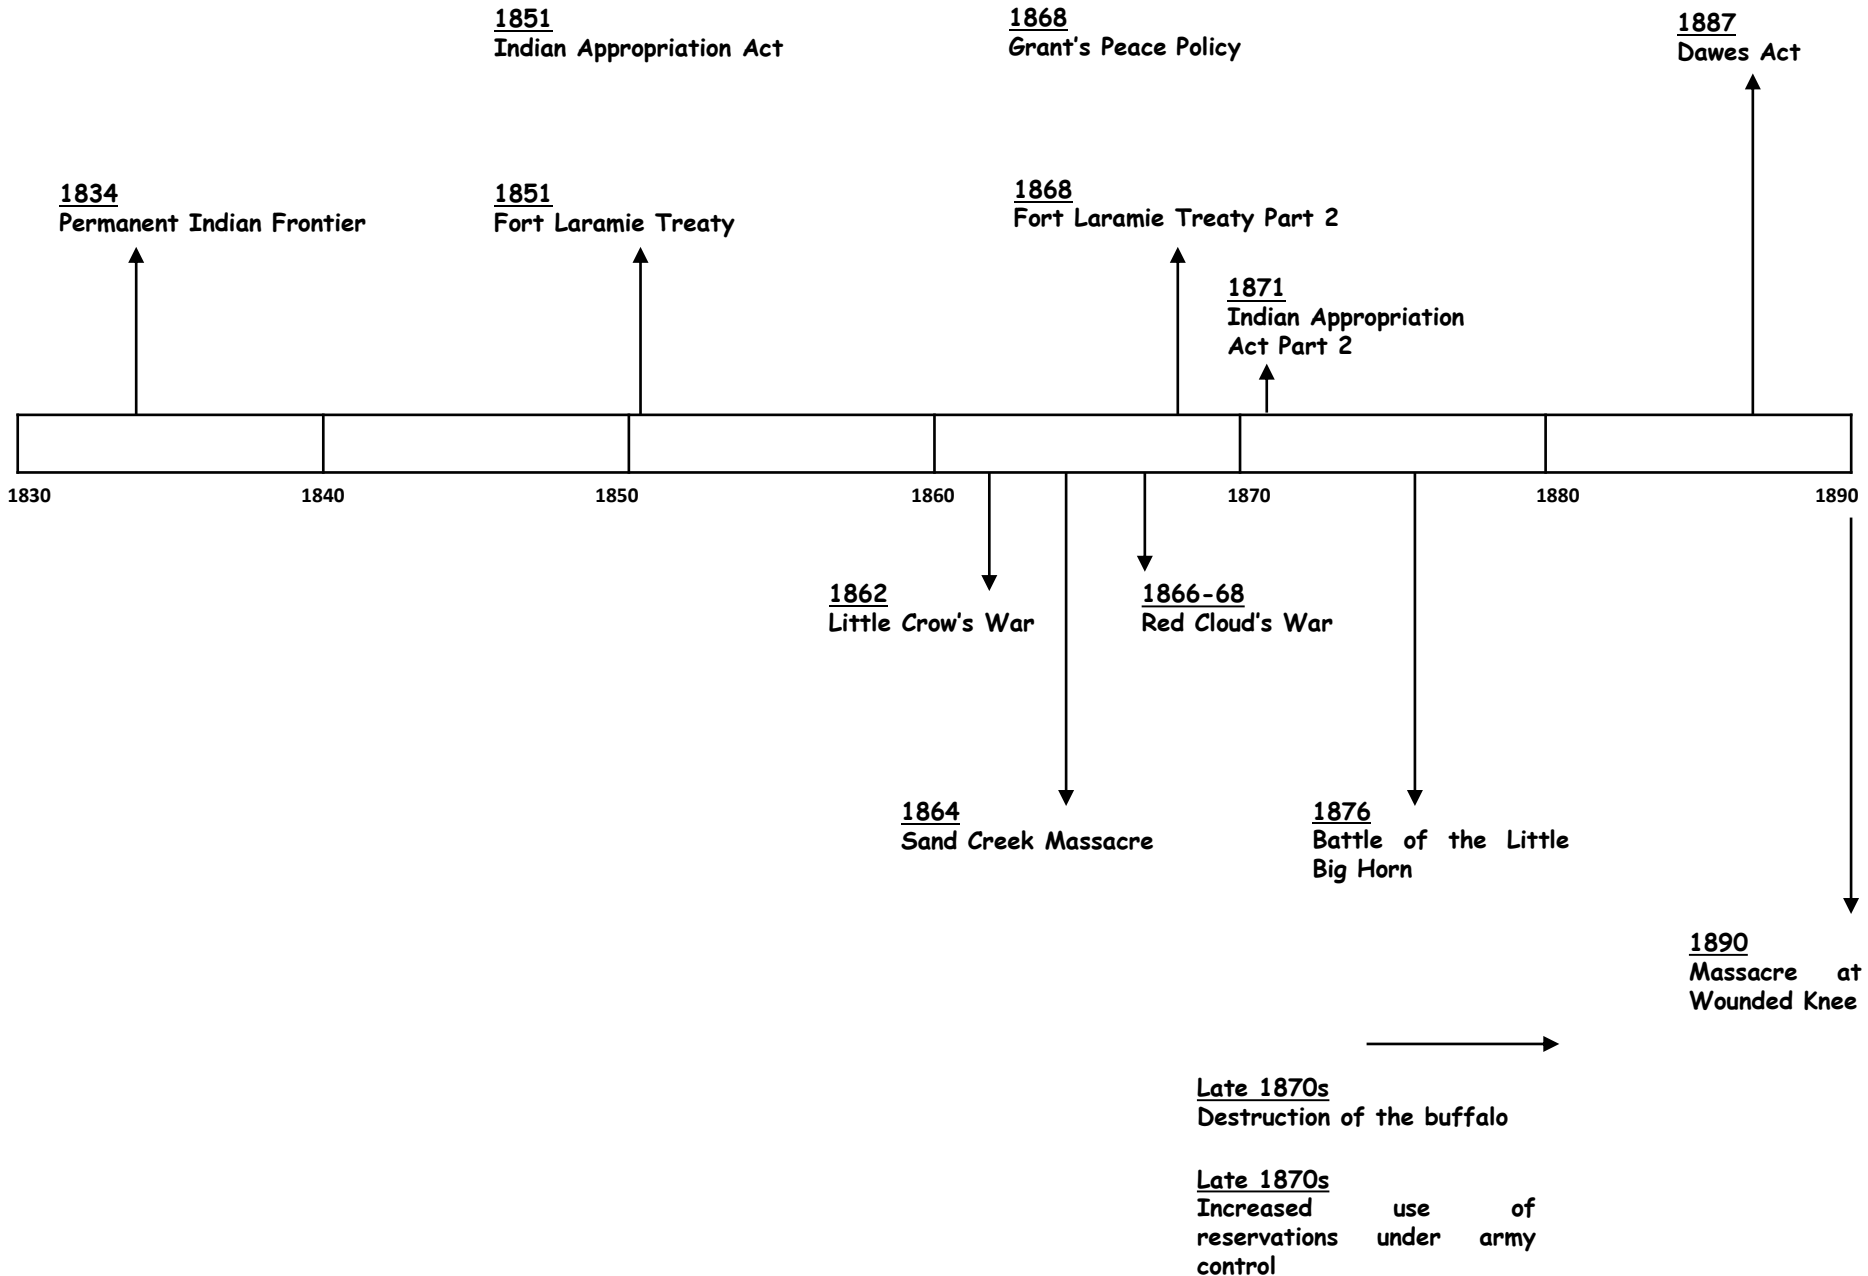 1851
Indian Appropriation Act
1868
Grant's Peace Policy
1887
Dawes Act
1834
Permanent Indian Frontier
1851
Fort Laramie Treaty
1868
Fort Laramie Treaty Part 2
1871
Indian Appropriation
Act Part 2
1830
1840
1850
1860
1870
1880
1890
1862
Little Crow's War
1866-68
Red Cloud's War
1864
Sand Creek Massacre
1876
Battle of the Little
Big Horn
1890
Massacre at
Wounded Knee
Late 1870s
Destruction of the buffalo
Late 1870s
Increased use of
reservations under army
control